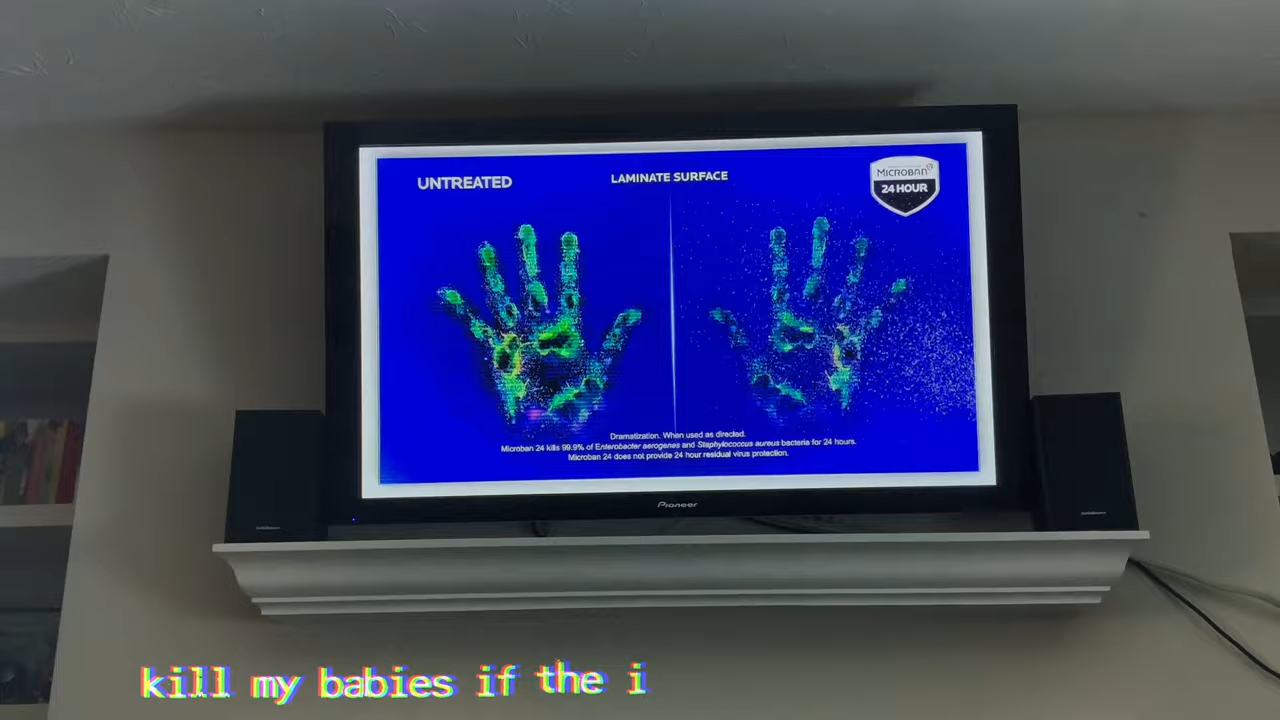 UNTREATED
LAMINATE SURFACE
MICROBAN
24 HOUR
Dramatization. When used as directed.
Microban 24 kills 99.9% of Enterobacter aerogenes and Staphylococcus aureus bacteria for 24 hours.
Microban 24 does not provide 24 hour residual virus protection.
Pioneer
kill my babies if the i